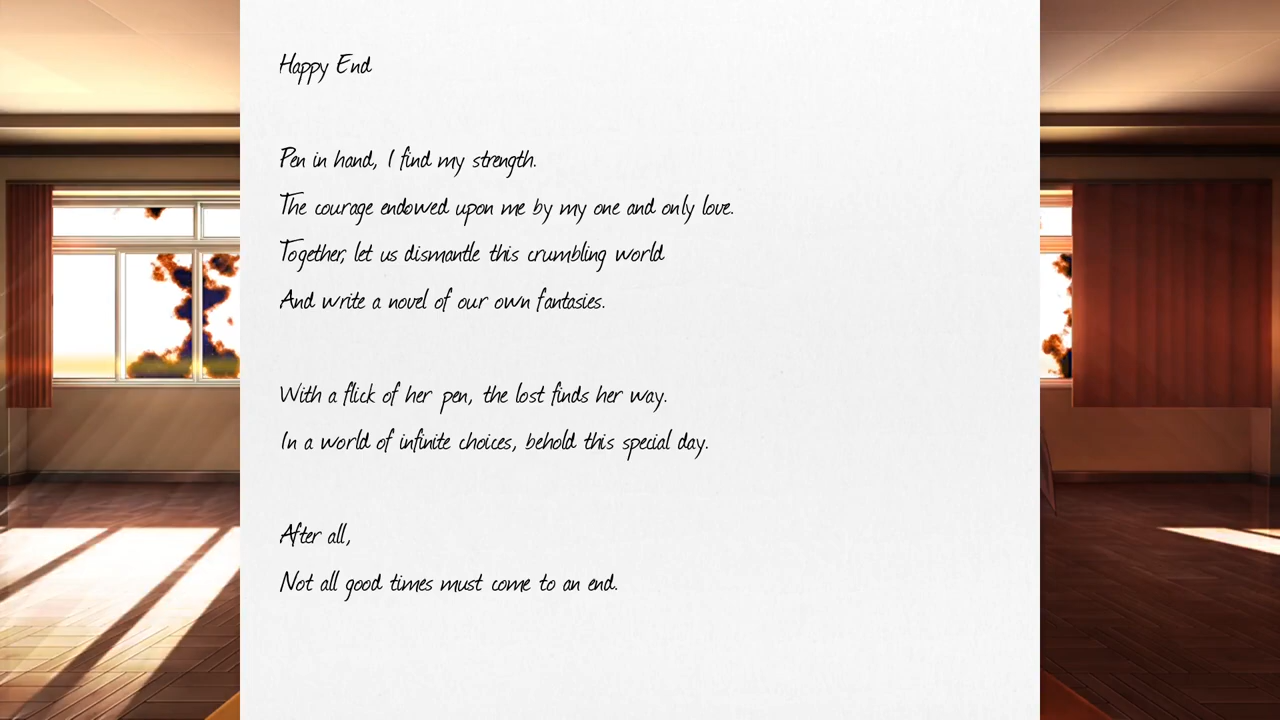 Happy End
Pen in hand, I find my strength.
The courage endowed upon me by my one and only love.
Together, let us dismantle this crumbling world
And write a novel of our own fantasies.
With a flick of her pen, the lost finds her way.
In a world of infinite choices, behold this special day.
After all,
Not all good times must come to an end.